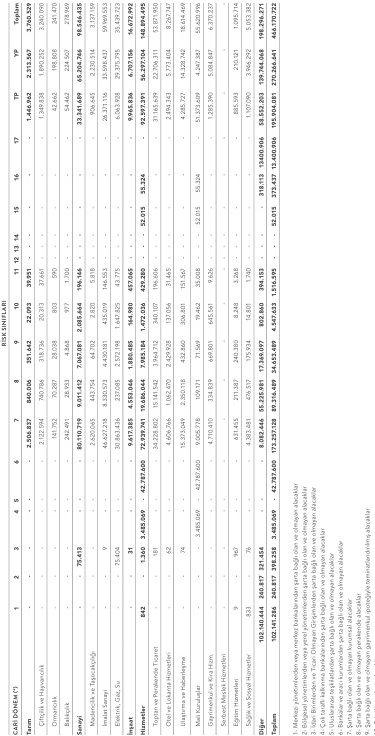 RİSK SINIFLARI
CARİ DÖNEM (*) 1 2 3 4 5 6 7 8 9 10 11 12 13 14 15 16 17 TP YP Toplam
Tarım - - - - - - 2.506.837 840.006 351.642 22.093 39.951 - - - - - - 1.446.962 2.313.567 3.760.529
Çiftçilik ve Hayvancılık - - - - - - 2.122.594 740.786 318.736 20.313 37.661 - - - - - - 1.349.838 1.890.252 3.240.090
Ormancılık - - - - - - 141.752 70.287 28.038 803 590 - - - - - - 42.662 198.808 241.470
Balıkçılık - - - - - - 242.491 28.933 4.868 977 1.700 - - - - - - 54.462 224.507 278.969
Sanayi - - 75.413 - - - 80.110.719 9.011.412 7.067.081 2.085.664 196.146 - - - - - - 33.341.689 65.204.746 98.546.435
Madencilik ve Taşocakçılığı - - - - - - 2.620.065 443.754 64.702 2.820 5.818 - - - - - - 906.645 2.230.514 3.137.159
İmalat Sanayi - - 9 - - - 46.627.218 8.330.573 4.430.181 435.019 146.553 - - - - - - 26.371.116 33.598.437 59.969.553
Elektrik, Gaz, Su - - 75.404 - - - 30.863.436 237.085 2.572.198 1.647.825 43.775 - - - - - - 6.063.928 29.375.795 35.439.723
İnşaat - - 31 - - - 9.617.385 4.553.046 1.880.485 164.980 457.065 - - - - - - 9.965.836 6.707.156 16.672.992
Hizmetler 842 - 1.360 3.485.069 - 42.787.600 72.939.741 19.686.044 7.985.184 1.472.036 429.280 - - - 52.015 55.324 - 92.597.391 56.297.104 148.894.495
Toptan ve Perakende Ticaret - - 181 - - - 34.228.802 15.141.542 3.964.712 340.107 196.606 - - - - - - 31.165.639 22.706.311 53.871.950
Otel ve Lokanta Hizmetleri - - 62 - - - 4.606.766 1.062.470 2.429.928 137.056 31.465 - - - - - - 2.494.343 5.773.404 8.267.747
Ulaştırma ve Haberleşme - - 74 - - - 15.373.049 2.350.118 432.860 306.801 151.567 - - - - - - 4.285.727 14.328.742 18.614.469
Mali Kuruluşlar - - - 3.485.069 - 42.787.600 9.005.778 109.171 71.569 19.462 35.008 - - - 52.015 55.324 - 51.373.609 4.247.387 55.620.996
Gayrimenkul ve Kira Hizm. - - - - - - 4.710.410 334.839 669.801 645.561 9.626 - - - - - - 1.285.390 5.084.847 6.370.237
Serbest Meslek Hizmetleri - - - - - - - - - - - - - - - - - - - -
Eğitim Hizmetleri 9 - 967 - - - 631.455 211.387 240.380 8.248 3.268 - - - - - - 885.593 210.121 1.095.714
Sağlık ve Sosyal Hizmetler 833 - 76 - - - 4.383.481 476.517 175.934 14.801 1.740 - - - - - - 1.107.090 3.946.292 5.053.382
Diğer 102.140.444 240.817 321.454 - - - 8.082.446 55.225.981 17.369.097 802.860 394.153 - - - - 318.113 13.400.906 58.552.203 139.744.068 198.296.271
Toplam 102.141.286 240.817 398.258 3.485.069 - 42.787.600 173.257.128 89.316.489 34.653.489 4.547.633 1.516.595 - - - 52.015 373.437 13.400.906 195.904.081 270.266.641 466.170.722
1- Merkezi yönetimlerden veya merkez bankalarından şarta bağlı olan ve olmayan alacaklar
2- Bölgesel yönetimlerden veya yerel yönetimlerden şarta bağlı olan ve olmayan alacaklar
3- İdari Birimlerden ve Ticari Olmayan Girişimlerden şarta bağlı olan ve olmayan alacaklar
4- Çok taraflı kalkınma bankalarından şarta bağlı olan ve olmayan alacaklar
5- Uluslararası teşkilatlardan şarta bağlı olan ve olmayan alacaklar
6- Bankalar ve aracı kurumlardan şarta bağlı olan ve olmayan alacaklar
7- Şarta bağlı olan ve olmayan kurumsal alacaklar
8- Şarta bağlı olan ve olmayan perakende alacaklar
9- Şarta bağlı olan ve olmayan gayrimenkul ipoteğiyle teminatlandırılmış alacaklar